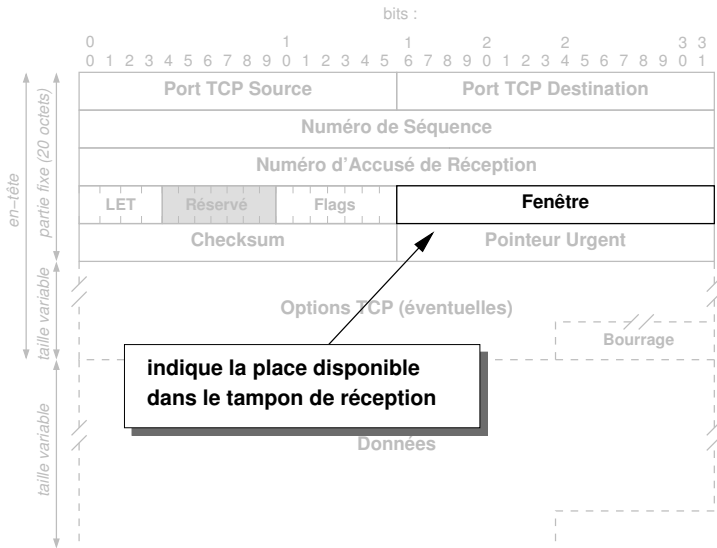 bits :
0 1 1 2 2 3 3
0 1 2 3 4 5 6 7 8 9 0 1 2 3 4 5 6 7 8 9 0 1 2 3 4 5 6 7 8 9 0 1
Port TCP Source Port TCP Destination
Numéro de Séquence
Numéro d'Accusé de Réception
LET Réservé Flags Fenêtre
Checksum Pointeur Urgent
Options TCP (éventuelles)
Bourrage
indique la place disponible
dans le tampon de réception
Données
en-tête
partie fixe (20 octets)
taille variable
taille variable